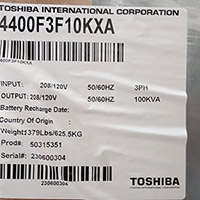 TOSHIBA INTERNATIONAL CORPORATION
4400F3F10KXA
4400F3F10KXA
INPUT: 208/120V 50/60HZ 3PH
OUTPUT: 208/120V 50/60HZ 100KVA
Battery Recharge Date:
Country Of Origin :
Weight:1379Lbs/625.5KG
Prod# : 50315351
Serial#: 230600304
230600304
TOSHIBA